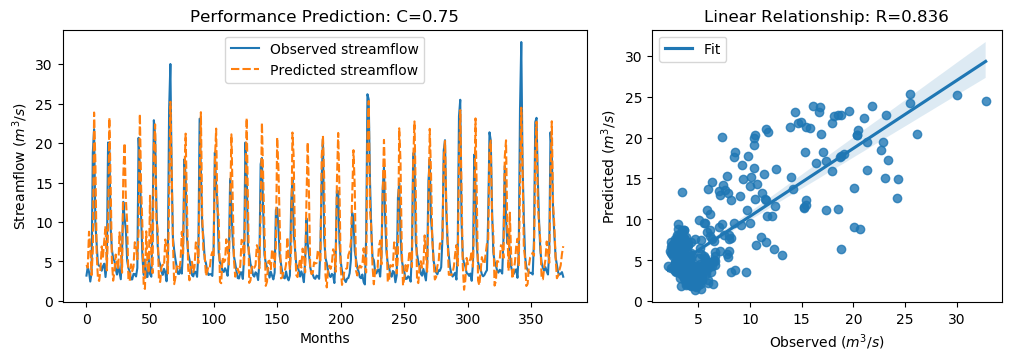 Performance Prediction: C=0.75
Streamflow (m³/s)
30
25
20
15
10
5
0
Observed streamflow
Predicted streamflow
0 50 100 150 200 250 300 350
Months
Linear Relationship: R=0.836
Predicted (m³/s)
30
25
20
15
10
5
0
Fit
5 10 15 20 25 30
Observed (m³/s)